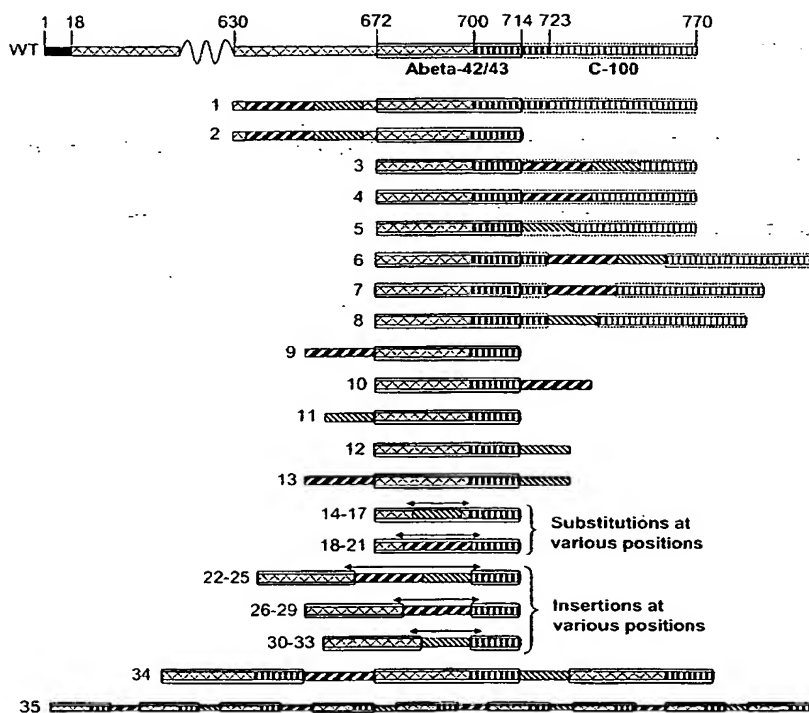 1 18 630 672 700 714 723 770
WT
Abeta-42/43 C-100
1
2
3
4
5
6
7
8
9
10
11
12
13
14-17
Substitutions at
various positions
18-21
22-25
26-29
Insertions at
various positions
30-33
34
35